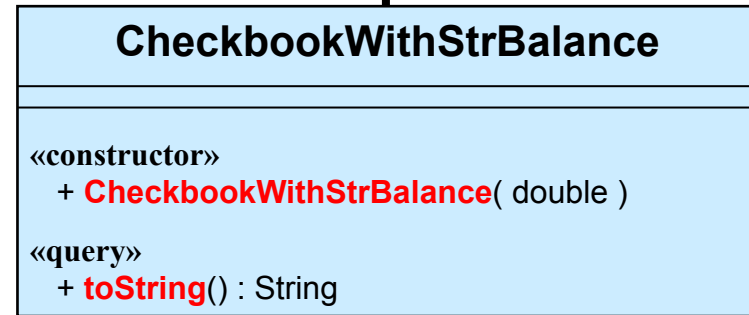 CheckbookWithStrBalance
«constructor»
+ CheckbookWithStrBalance( double )
«query»
+ toString() : String